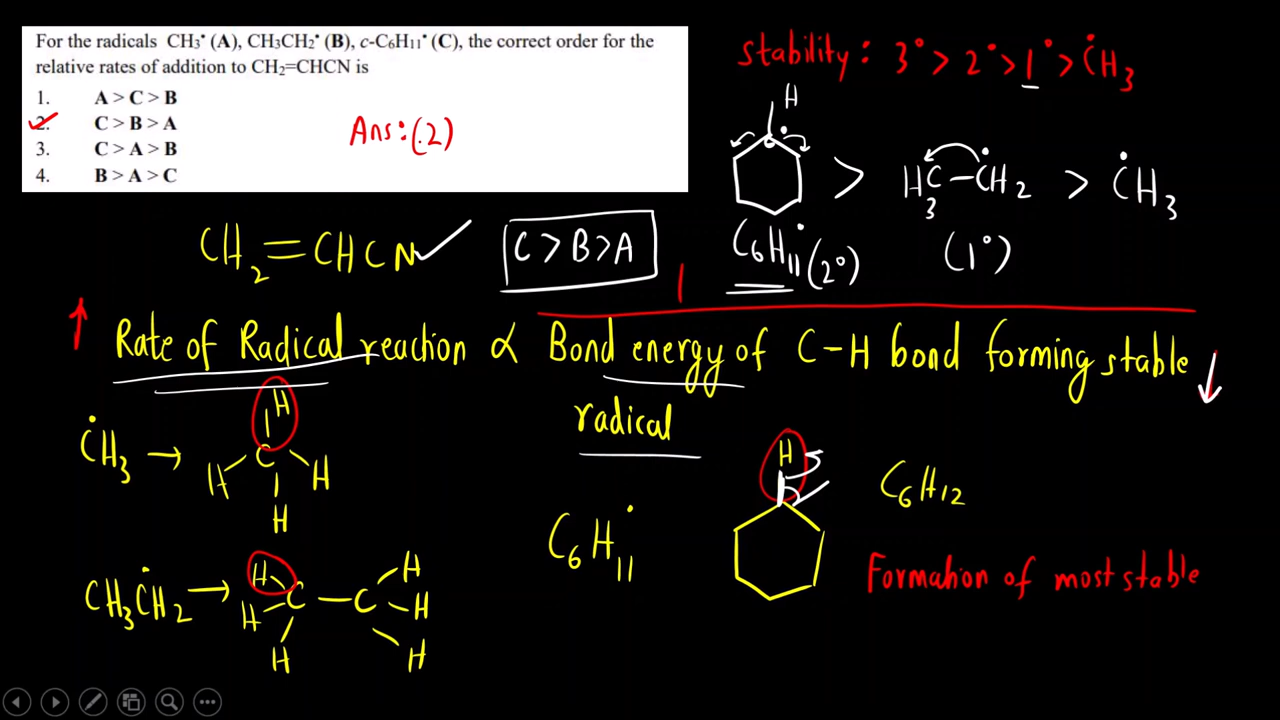 For the radicals CH3• (A), CH3CH2• (B), c-C6H11• (C), the correct order for the
relative rates of addition to CH2=CHCN is
1. A > C > B
2. C > B > A
3. C > A > B
4. B > A > C
Ans: (2)
stability: 3° > 2° > 1° > ĊH3
H
> H3C–ĊH2 > ĊH3
C6H11• (2°) (1°)
CH2=CHCN
C > B > A
Rate of Radical reaction ∝ Bond energy of C–H bond forming stable
radical
ĊH3 →
H
H C H
H
C6H11•
H
C6H12
CH3ĊH2 →
H H
H C – C H
H H
Formation of most stable